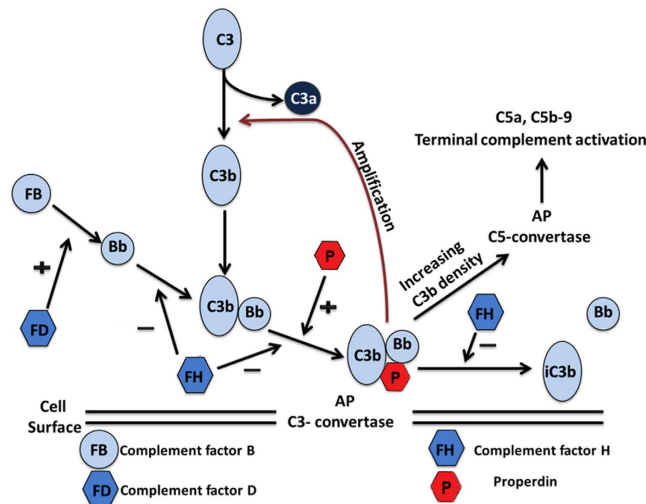 C3
C3a
C5a, C5b-9
Terminal complement activation
Amplification
C3b
FB
AP
C5-convertase
Bb
+
P
Increasing
C3b density
FD
–
C3b
Bb
+
FH
Bb
FH
–
C3b
Bb
P
–
iC3b
Cell
Surface
AP
C3- convertase
FB
Complement factor B
FH
Complement factor H
FD
Complement factor D
P
Properdin